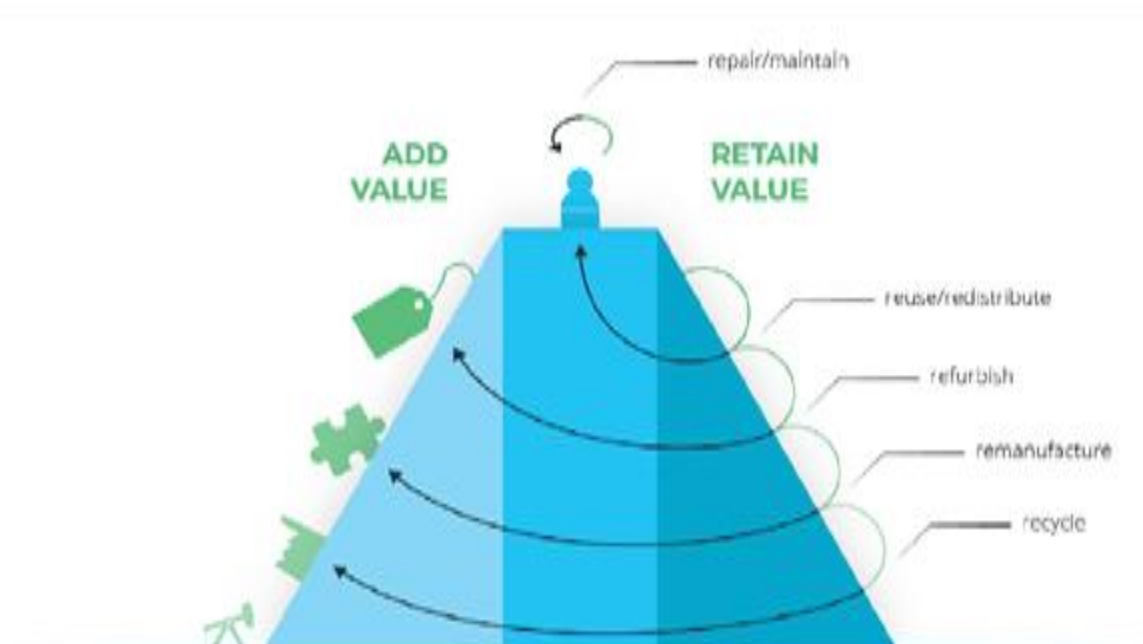 repair/maintain
ADD
VALUE
RETAIN
VALUE
reuse/redistribute
refurbish
remanufacture
recycle